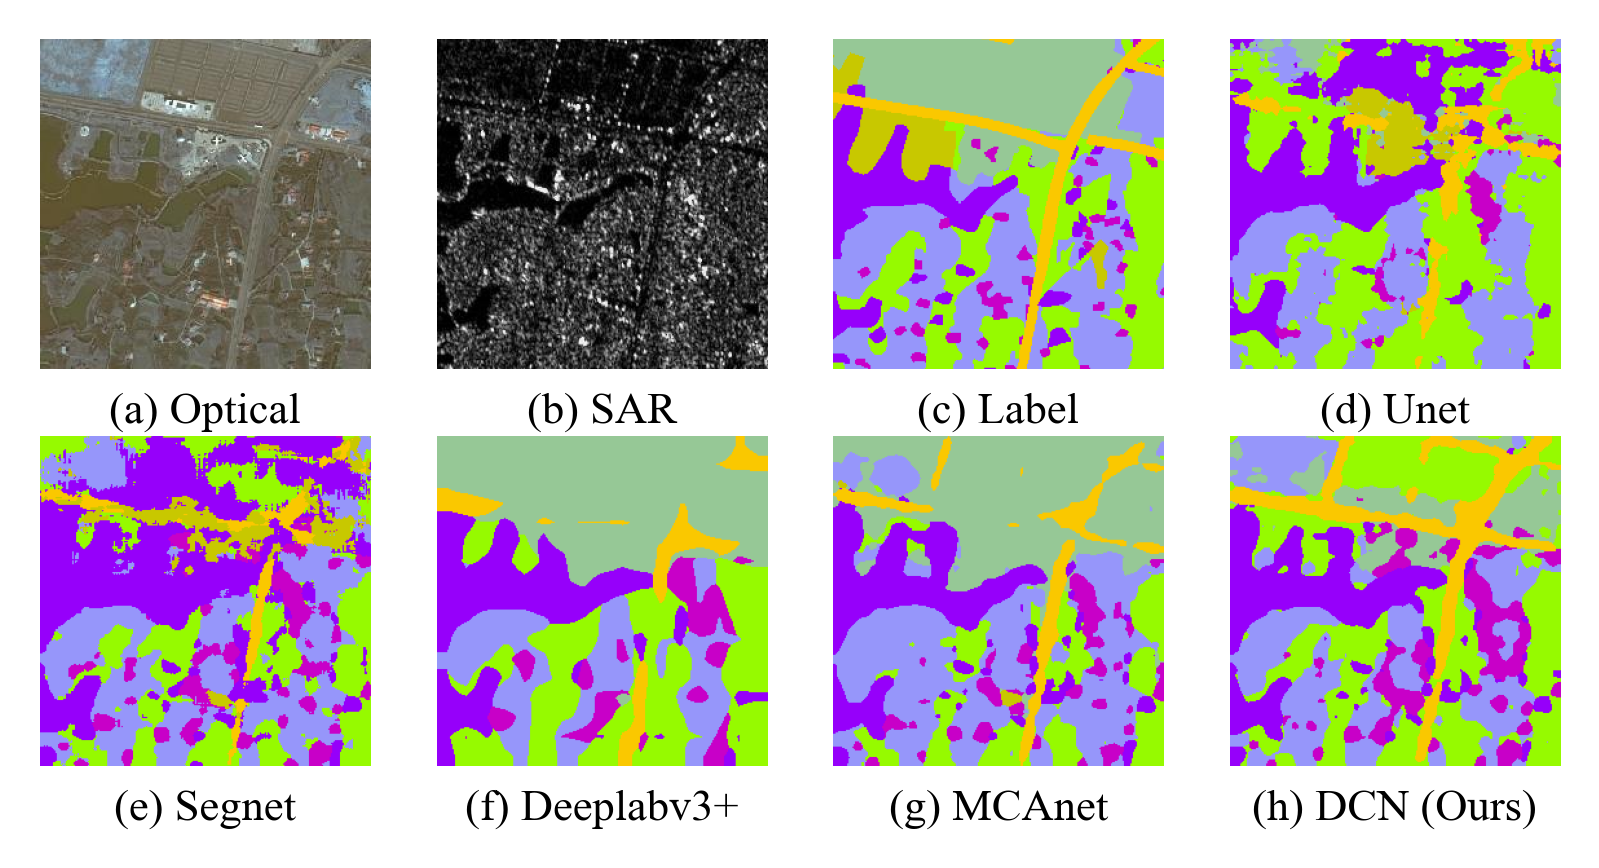 (a) Optical
(b) SAR
(c) Label
(d) Unet
(e) Segnet
(f) Deeplabv3+
(g) MCAnet
(h) DCN (Ours)